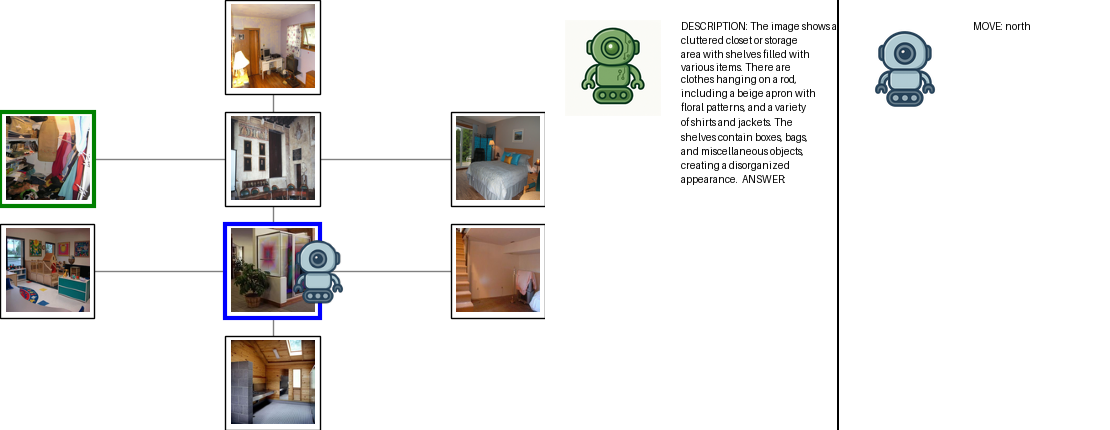 DESCRIPTION: The image shows a
cluttered closet or storage
area with shelves filled with
various items. There are
clothes hanging on a rod,
including a beige apron with
floral patterns, and a variety
of shirts and jackets. The
shelves contain boxes, bags,
and miscellaneous objects,
creating a disorganized
appearance. ANSWER:
MOVE: north